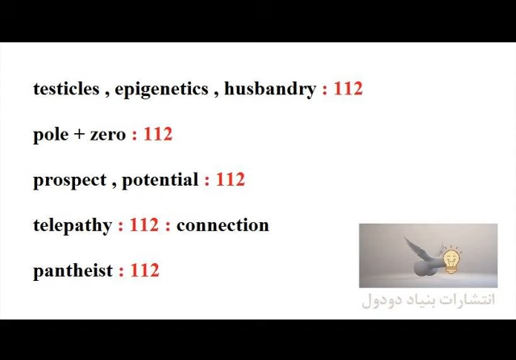 testicles , epigenetics , husbandry : 112
pole + zero : 112
prospect , potential : 112
telepathy : 112 : connection
pantheist : 112
انتشارات بنیاد دودول